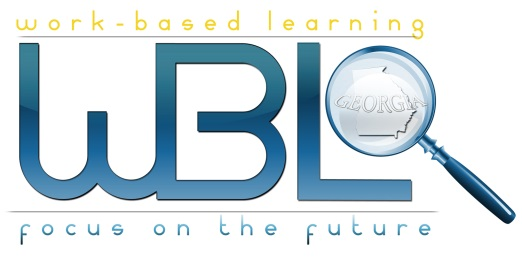 work-based learning
WBL
GEORGIA
focus on the future